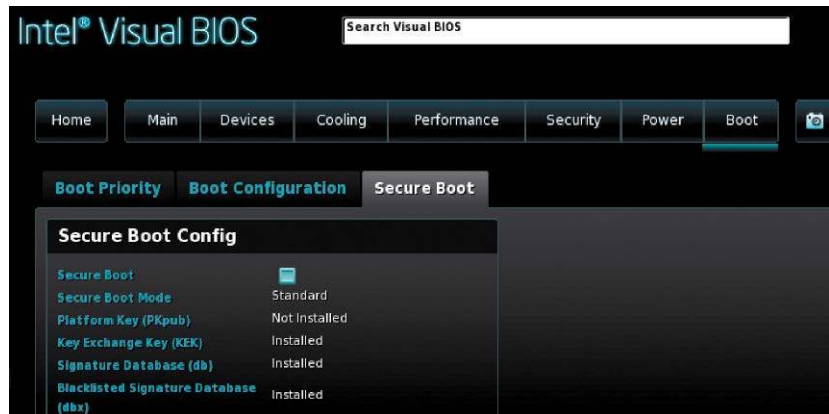 Intel® Visual BIOS
Search Visual BIOS
Home Main Devices Cooling Performance Security Power Boot
Boot Priority Boot Configuration Secure Boot
Secure Boot Config
Secure Boot
Secure Boot Mode Standard
Platform Key (PKpub) Not Installed
Key Exchange Key (KEK) Installed
Signature Database (db) Installed
Blacklisted Signature Database
(dbx) Installed